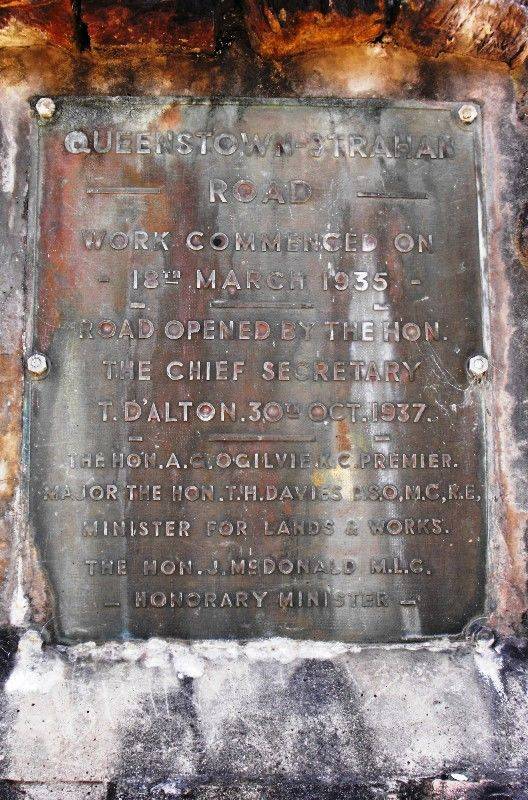 QUEENSTOWN-STRAHAN
ROAD
WORK COMMENCED ON
- 18TH MARCH 1935 -
ROAD OPENED BY THE HON.
THE CHIEF SECRETARY
T. D'ALTON. 30TH OCT. 1937.
THE HON. A. G. OGILVIE. K.C. PREMIER.
MAJOR THE HON. T. H. DAVIES D.S.O, M.C, R.E,
MINISTER FOR LANDS & WORKS.
THE HON. J. McDONALD M.L.C.
- HONORARY MINISTER -